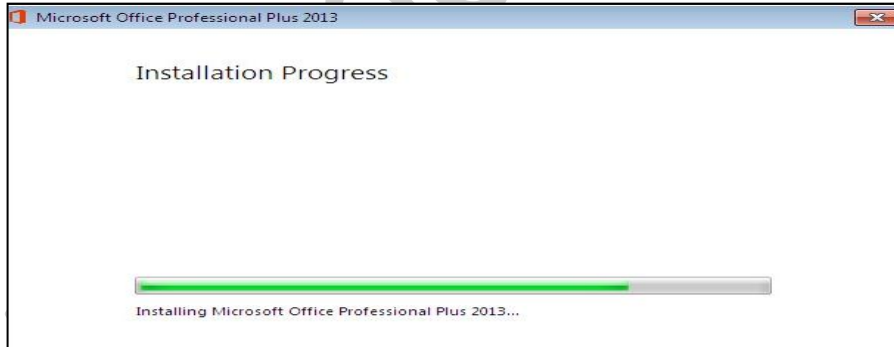 Microsoft Office Professional Plus 2013
Installation Progress
Installing Microsoft Office Professional Plus 2013...